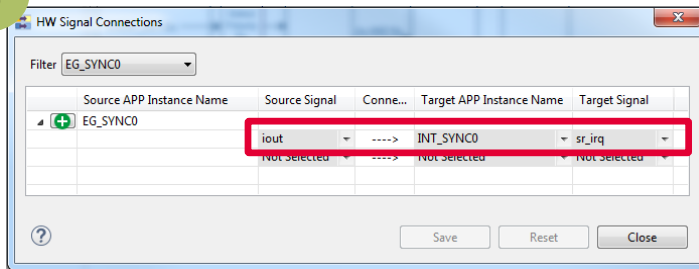 HW Signal Connections
Filter EG_SYNC0
Source APP Instance Name Source Signal Conne... Target APP Instance Name Target Signal
EG_SYNC0
iout ----> INT_SYNC0 sr_irq
Not Selected ----> Not Selected Not Selected
Save Reset Close